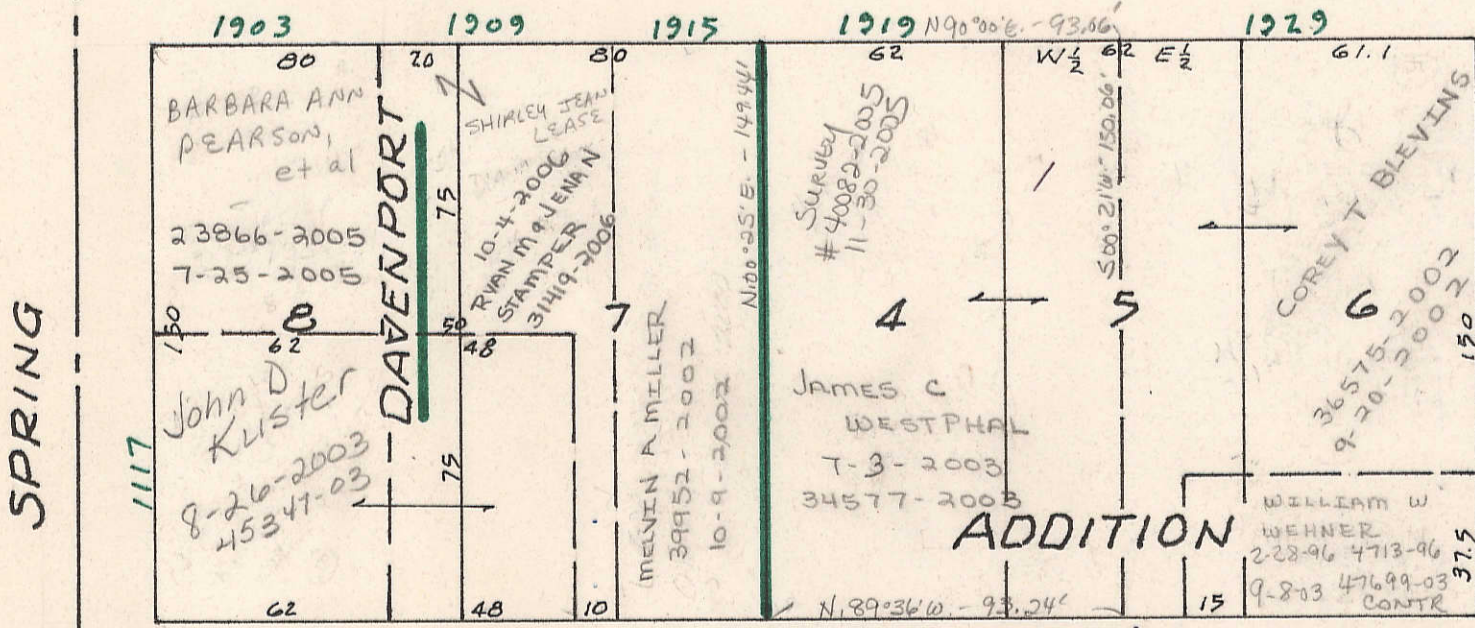 1903 1909 1915 1919 N90°00'E. - 93.06' 1929
80 20 80 62 W½ 62 E½ 61.1
BARBARA ANN
PEARSON,
et al
23866-2005
7-25-2005
DAVENPORT
75
SHIRLEY JEAN
LEASE
10-4-2006
RYAN M & JENAN
STAMPER
31419-2006
N.00°25'E. - 149.44'
SURVEY
# 40082-2005
11-30-2005
S00°21'W - 150.06'
COREY T BLEVINS
36575-2002
9-20-2002
SPRING
150
8
62
50
48
7
4
5
6
150
John D
Kuster
8-26-2003
45347-03
1117
75
MELVIN A MILLER
39952-2002
10-9-2002
JAMES C
WESTPHAL
7-3-2003
34577-2003
ADDITION
WILLIAM W
WEHNER
2-28-96 4713-96
9-8-03 47699-03
CONTR
37.5
62 48 10 N.89°36'W. - 93.24' 15